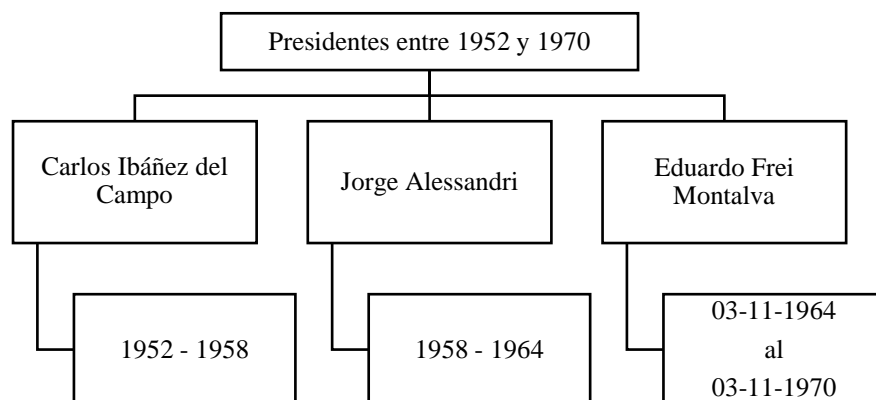 Presidentes entre 1952 y 1970
Carlos Ibáñez del
Campo
Jorge Alessandri
Eduardo Frei
Montalva
1952 - 1958
1958 - 1964
03-11-1964
al
03-11-1970